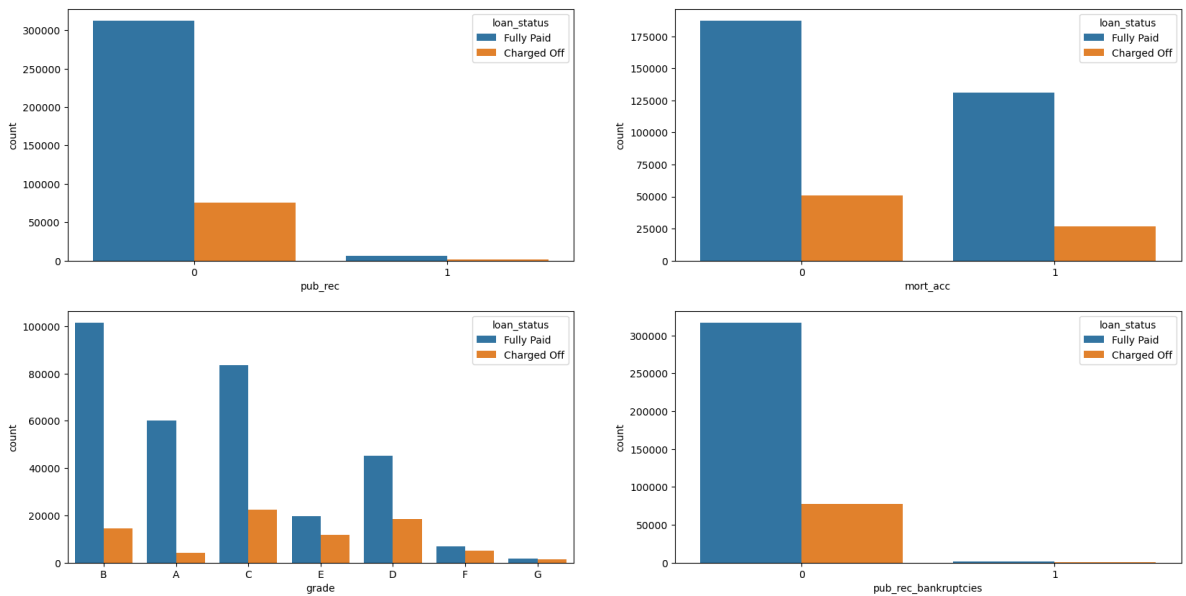 loan_status
Fully Paid
Charged Off
300000
250000
200000
150000
100000
50000
0
count
0 1
pub_rec
loan_status
Fully Paid
Charged Off
175000
150000
125000
100000
75000
50000
25000
0
count
0 1
mort_acc
loan_status
Fully Paid
Charged Off
100000
80000
60000
40000
20000
0
count
B A C E D F G
grade
loan_status
Fully Paid
Charged Off
300000
250000
200000
150000
100000
50000
0
count
0 1
pub_rec_bankruptcies